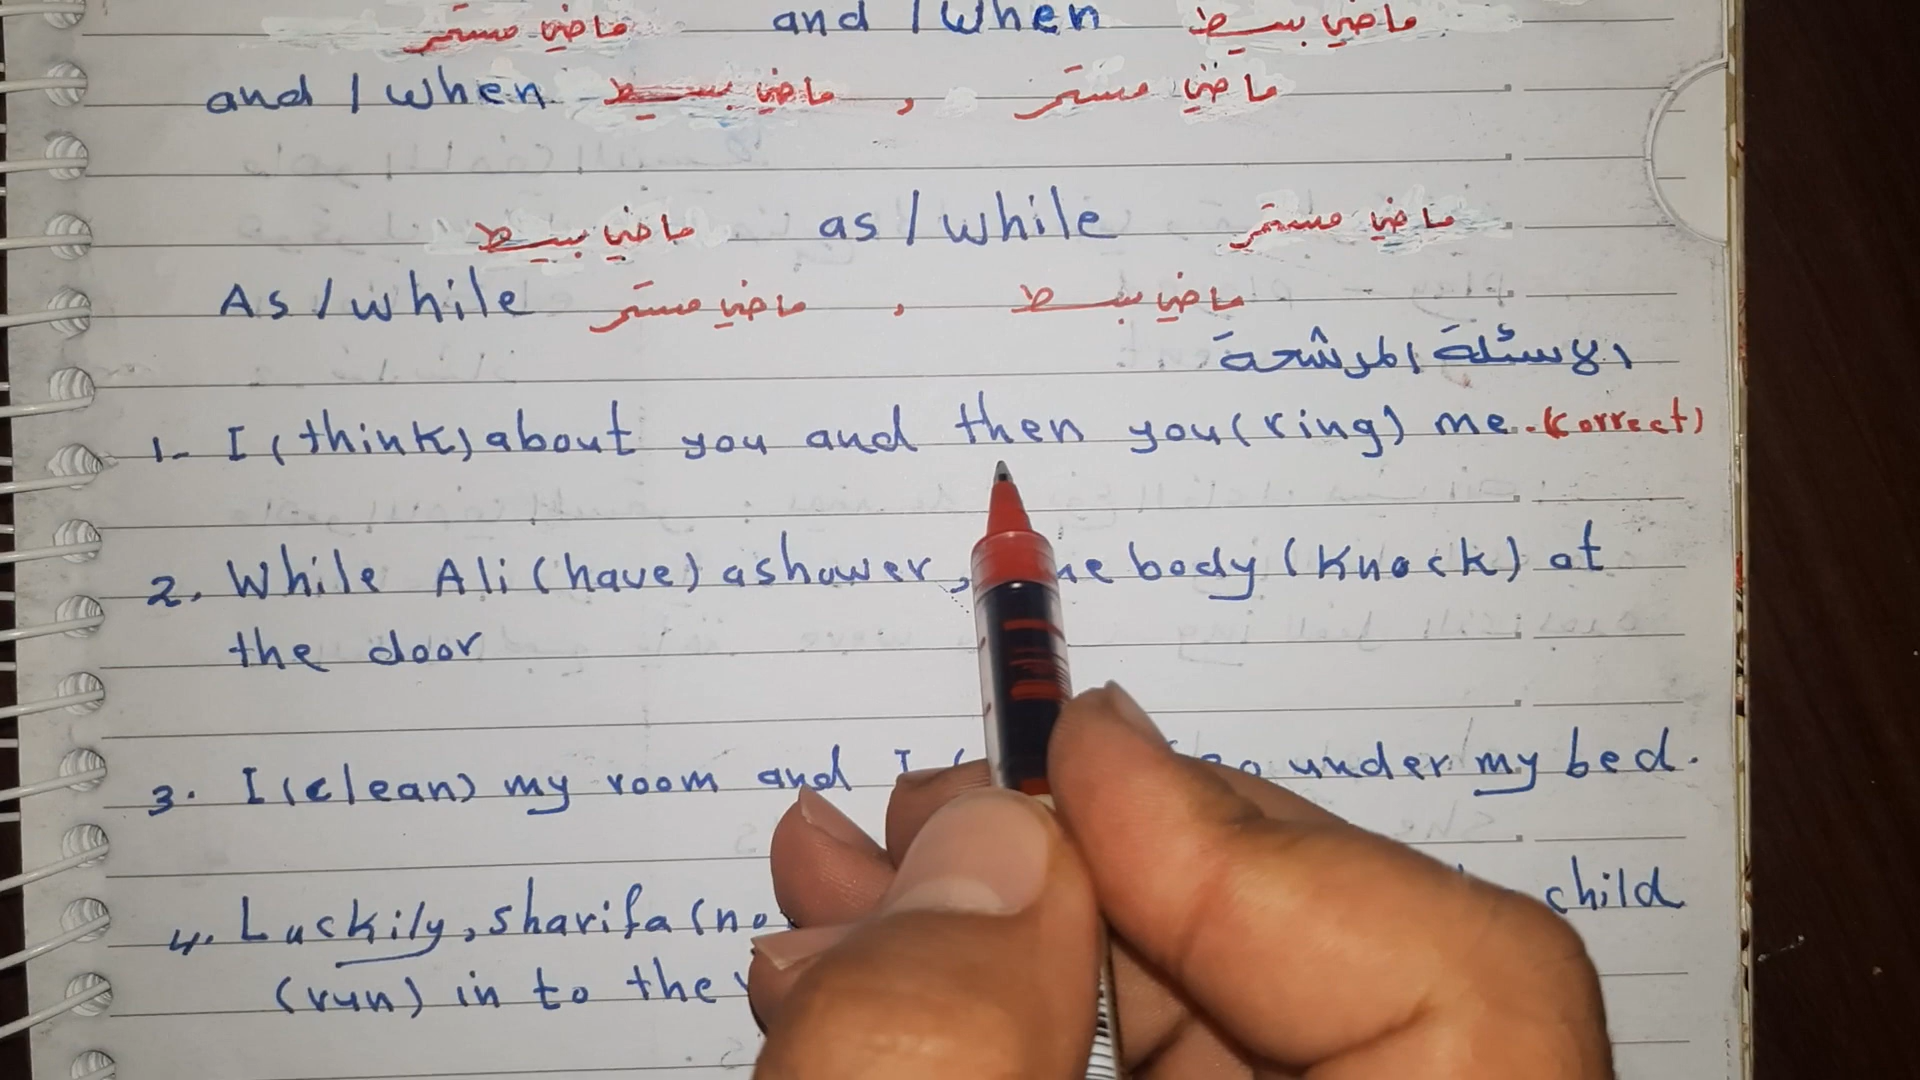 ماضي مستمر and / when ماضي بسيط
and / when ماضي بسيط , ماضي مستمر .
ماضي بسيط as / while ماضي مستمر .
As / while ماضي مستمر , ماضي بسيط .
الاسئلة المرشحة
1- I (think) about you and then you (ring) me. (correct)
2. While Ali (have) a shower, body (knock) at
the door
3. I (clean) my room and I ( under my bed.
4. Luckily, sharifa (no child
(run) in to the